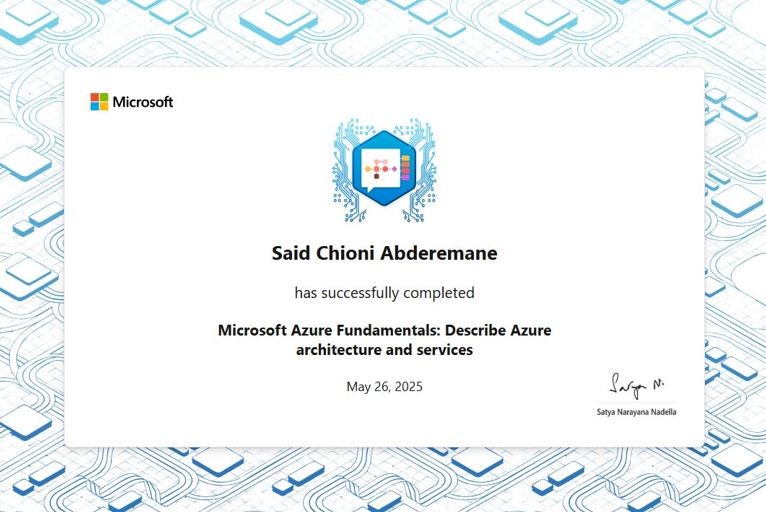 Microsoft
Said Chioni Abderemane
has successfully completed
Microsoft Azure Fundamentals: Describe Azure
architecture and services
May 26, 2025
Satya N.
Satya Narayana Nadella